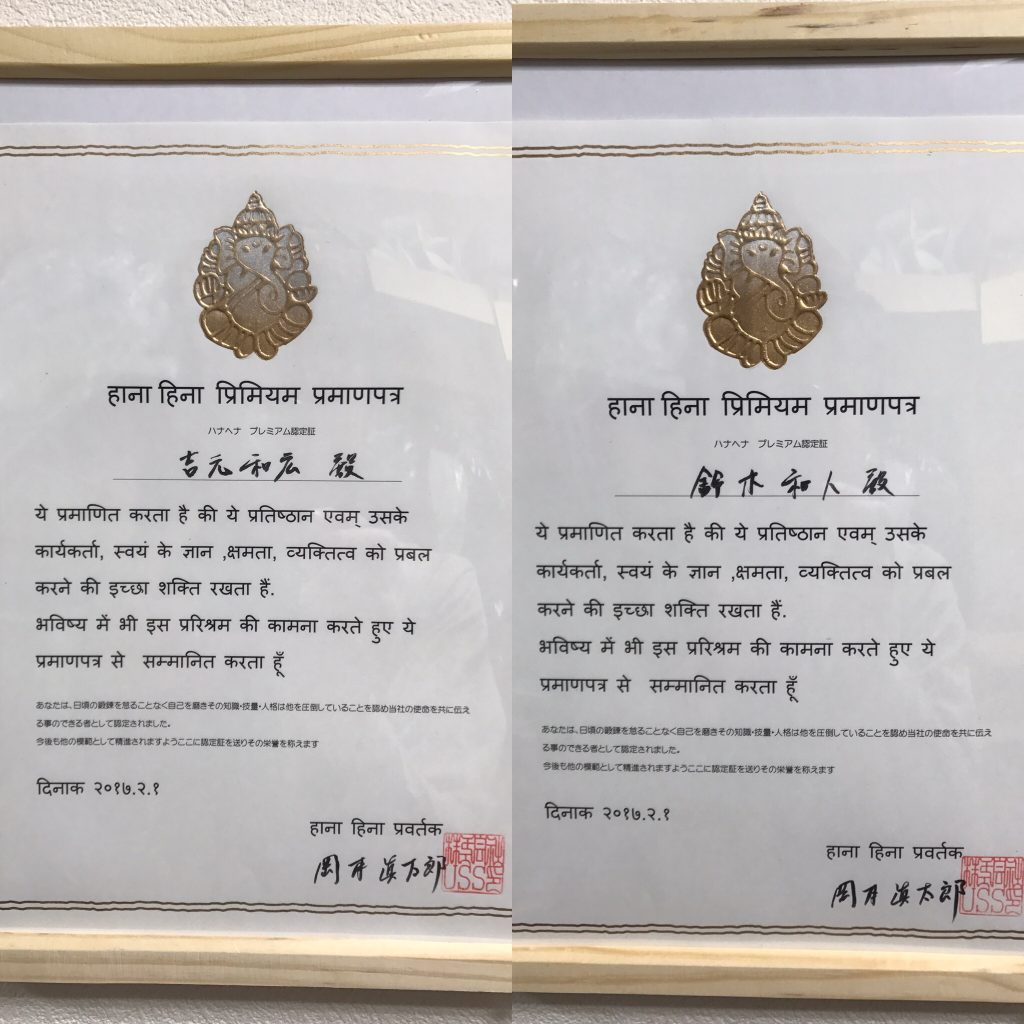 हाना हिना प्रिमियम प्रमाणपत्र
ハナヘナ プレミアム認定証
吉元和宏 殿
ये प्रमाणित करता है की ये प्रतिष्ठान एवम् उसके
कार्यकर्ता, स्वयं के ज्ञान ,क्षमता, व्यक्तित्व को प्रबल
करने की इच्छा शक्ति रखता हैं.
भविष्य में भी इस प्ररिश्रम की कामना करते हुए ये
प्रमाणपत्र से सम्मानित करता हूँ
あなたは、日頃の鍛錬を怠ることなく自己を磨きその知識・技量・人格は他を圧倒していることを認め当社の使命を共に伝え
る事のできる者として認定されました。
今後も他の模範として精進されますようここに認定証を送りその栄誉を称えます
दिनाक २०१७.२.१
हाना हिना प्रवर्तक
USS
हाना हिना प्रिमियम प्रमाणपत्र
ハナヘナ プレミアム認定証
鈴木和人 殿
ये प्रमाणित करता है की ये प्रतिष्ठान एवम् उसके
कार्यकर्ता, स्वयं के ज्ञान ,क्षमता, व्यक्तित्व को प्रबल
करने की इच्छा शक्ति रखता हैं.
भविष्य में भी इस प्ररिश्रम की कामना करते हुए ये
प्रमाणपत्र से सम्मानित करता हूँ
あなたは、日頃の鍛錬を怠ることなく自己を磨きその知識・技量・人格は他を圧倒していることを認め当社の使命を共に伝え
る事のできる者として認定されました。
今後も他の模範として精進されますようここに認定証を送りその栄誉を称えます
दिनाक २०१७.२.१
हाना हिना प्रवर्तक
USS